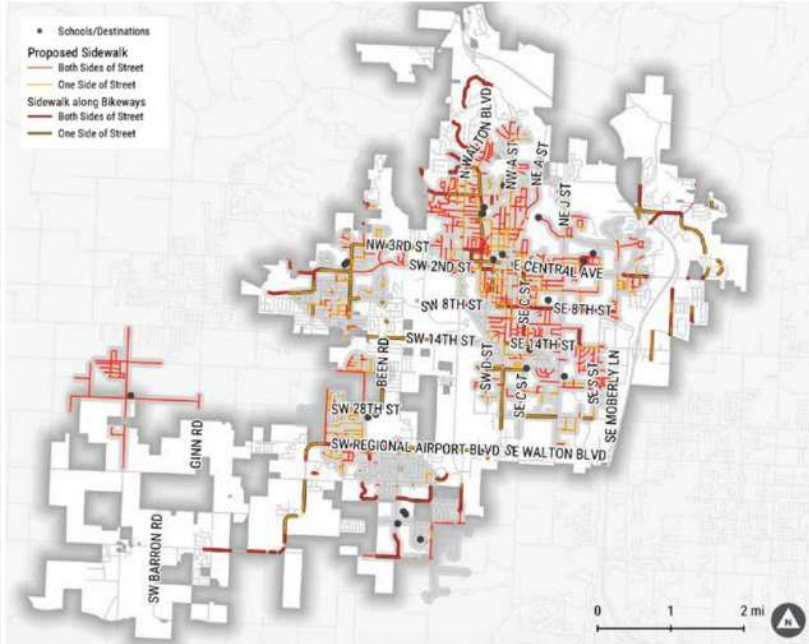 Schools/Destinations
Proposed Sidewalk
Both Sides of Street
One Side of Street
Sidewalk along Bikeways
Both Sides of Street
One Side of Street
N WALTON BLVD
NW A ST
NE A ST
NE J ST
NW 3RD ST
SW 2ND ST
E CENTRAL AVE
SW 8TH ST
SE C ST
SE 8TH ST
SW 14TH ST
SE 14TH ST
BEEN RD
SW D ST
SE C ST
SE S ST
SE MOBERLY LN
SW 28TH ST
SW REGIONAL AIRPORT BLVD
SE WALTON BLVD
GINN RD
SW BARRON RD
0 1 2 mi
N